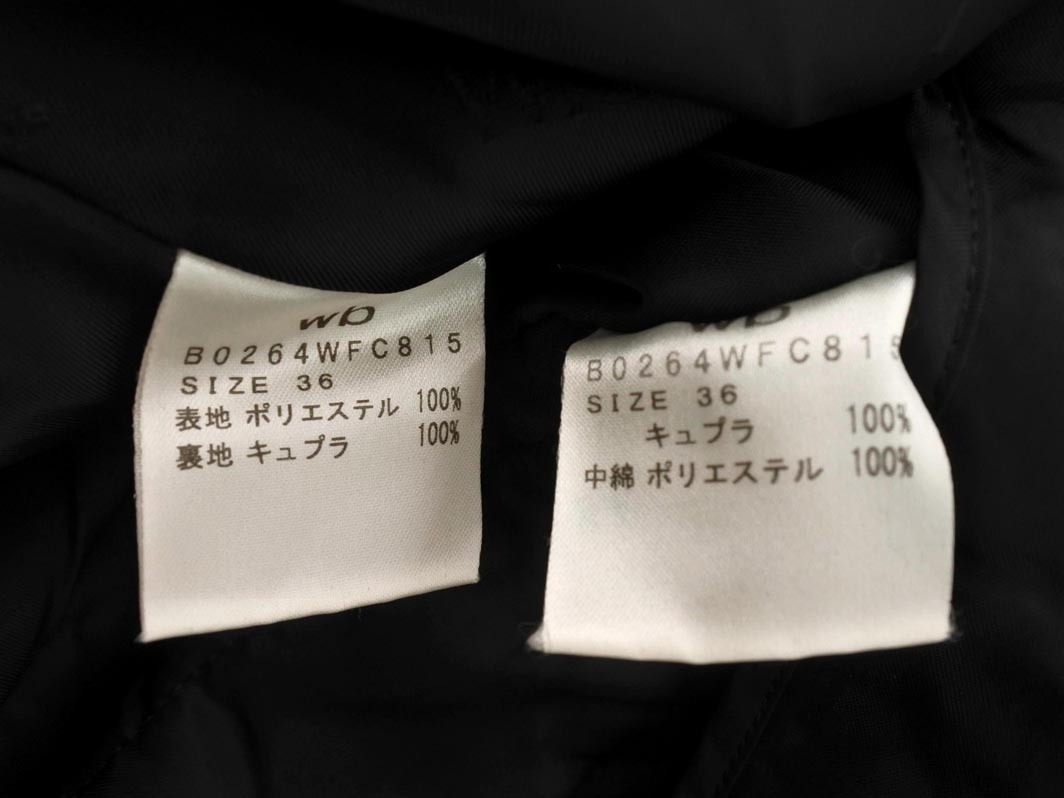 wb
B0264WFC815
SIZE 36
表地 ポリエステル 100%
裏地 キュプラ 100%
wb
B0264WFC815
SIZE 36
キュプラ 100%
中綿 ポリエステル 100%